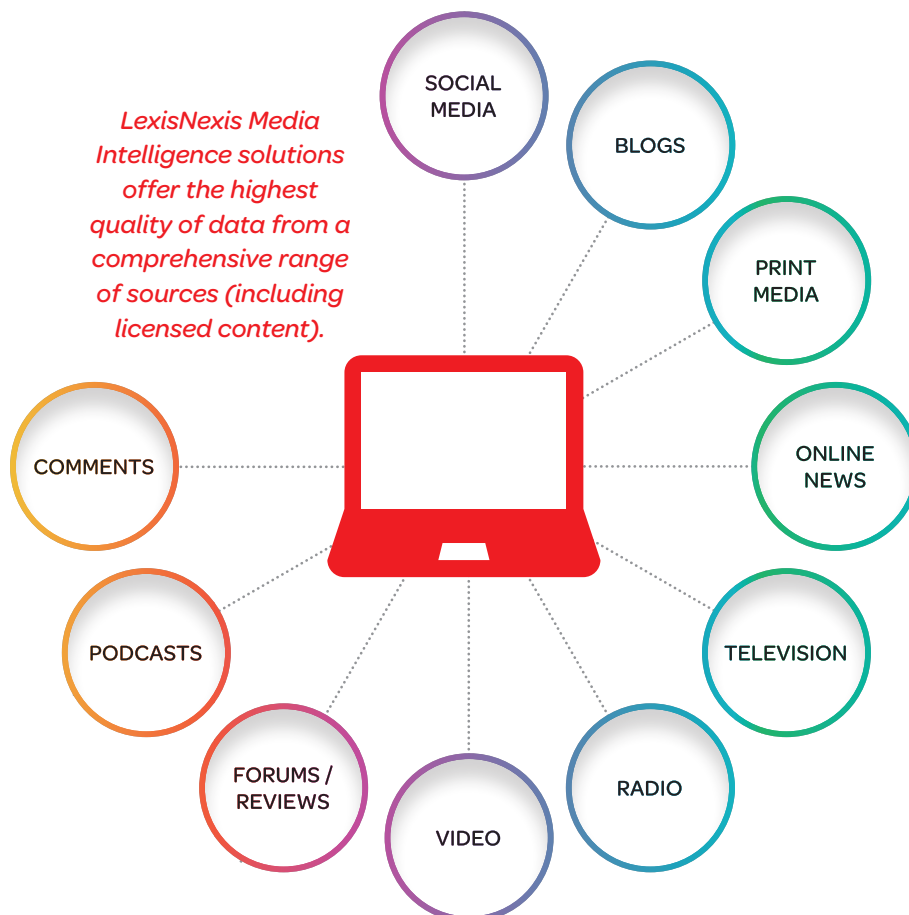 LexisNexis Media
Intelligence solutions
offer the highest
quality of data from a
comprehensive range
of sources (including
licensed content).
SOCIAL
MEDIA
BLOGS
PRINT
MEDIA
ONLINE
NEWS
TELEVISION
RADIO
VIDEO
FORUMS /
REVIEWS
PODCASTS
COMMENTS